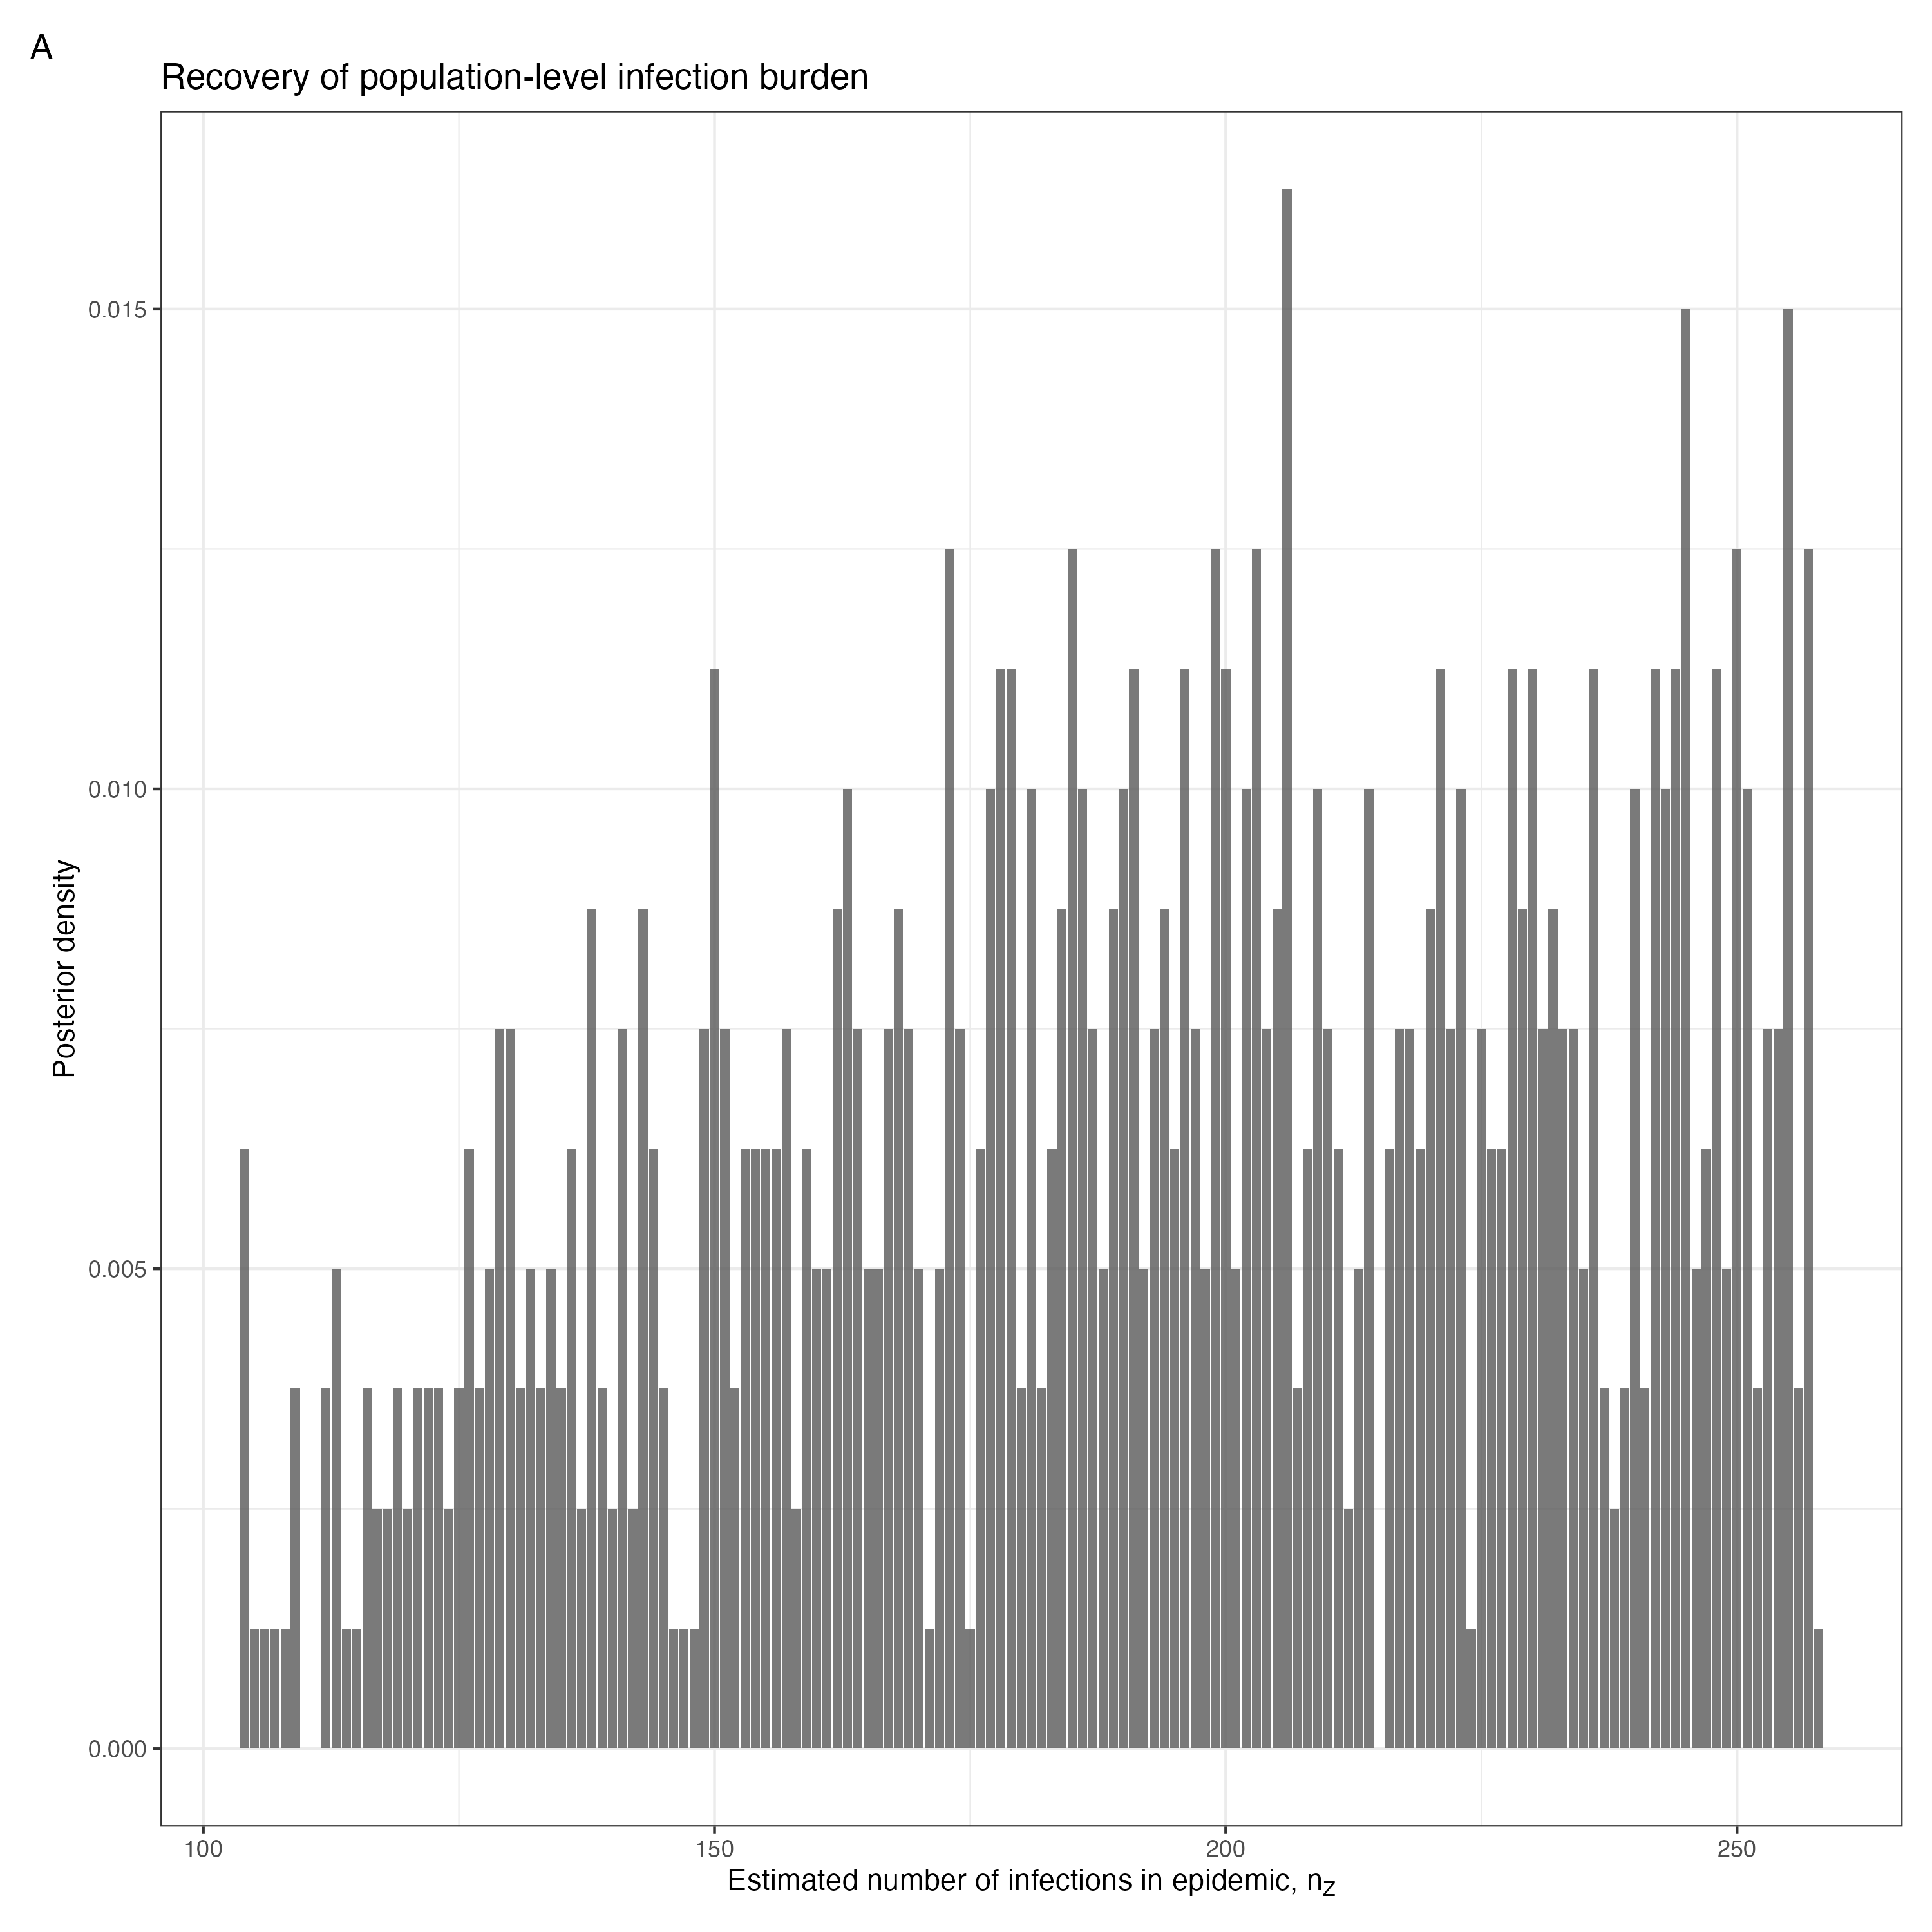 A
Recovery of population-level infection burden
Posterior density
0.015
0.010
0.005
0.000
100 150 200 250
Estimated number of infections in epidemic, nZ